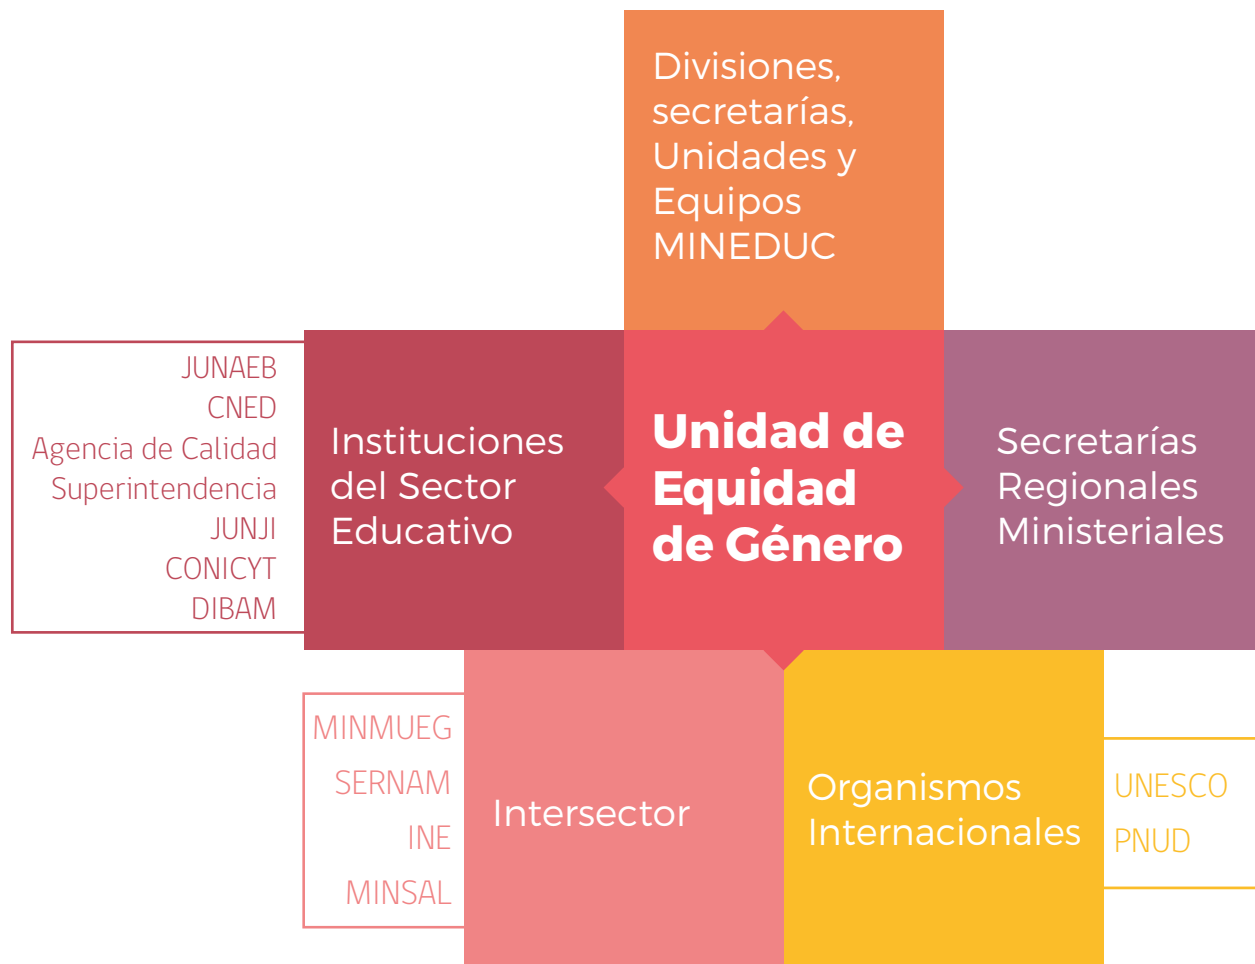 Divisiones,
secretarías,
Unidades y
Equipos
MINEDUC
JUNAEB
CNED
Agencia de Calidad
Superintendencia
JUNJI
CONICYT
DIBAM
Instituciones
del Sector
Educativo
Unidad de
Equidad
de Género
Secretarías
Regionales
Ministeriales
MINMUEG
SERNAM
INE
MINSAL
Intersector
Organismos
Internacionales
UNESCO
PNUD